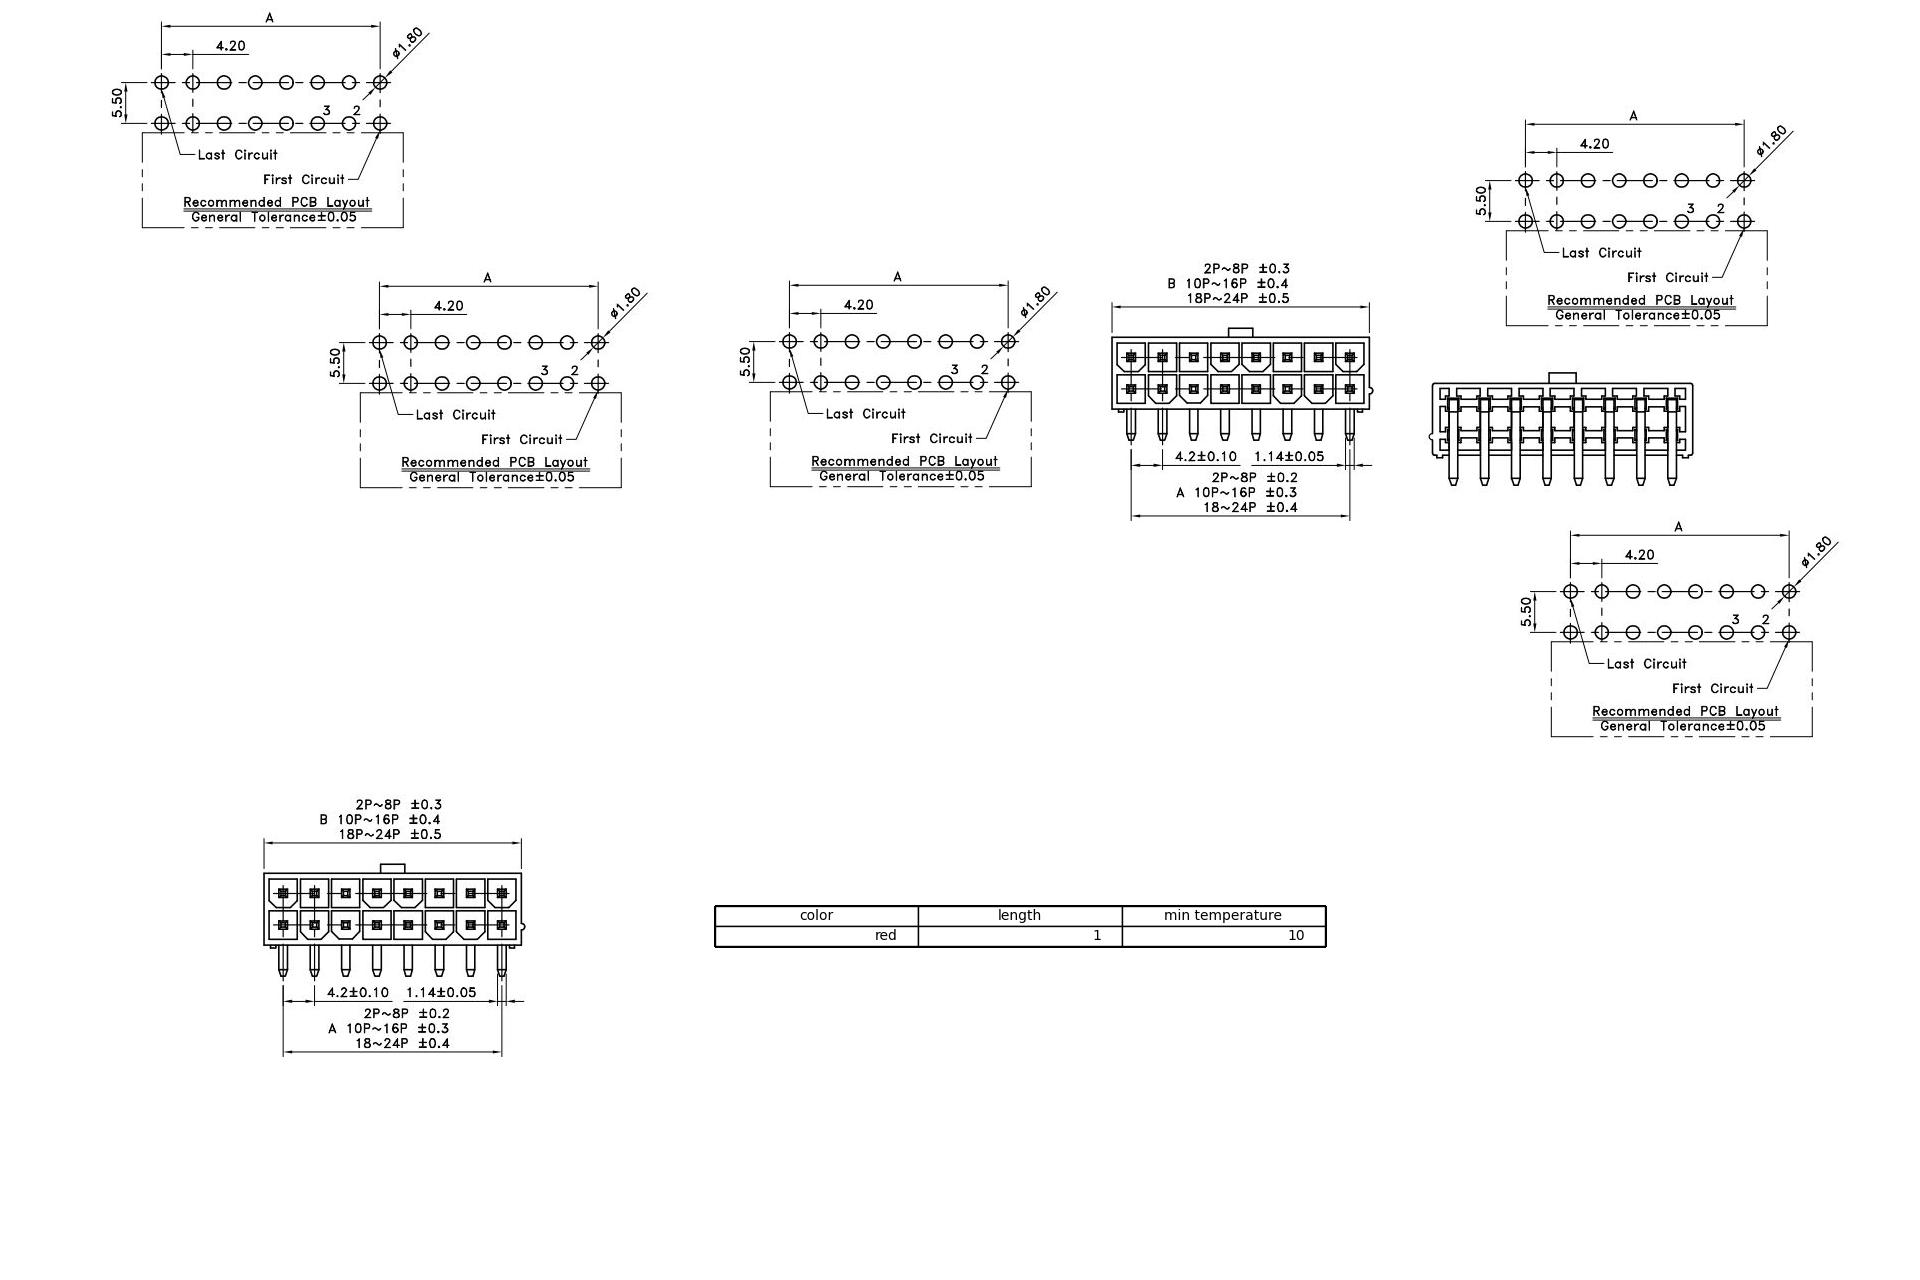 A
4.20
ø1.80
5.50
3 2
Last Circuit
First Circuit
Recommended PCB Layout
General Tolerance±0.05
A
4.20
ø1.80
5.50
3 2
Last Circuit
First Circuit
Recommended PCB Layout
General Tolerance±0.05
A
4.20
ø1.80
5.50
3 2
Last Circuit
First Circuit
Recommended PCB Layout
General Tolerance±0.05
A
4.20
ø1.80
5.50
3 2
Last Circuit
First Circuit
Recommended PCB Layout
General Tolerance±0.05
2P~8P ±0.3
B 10P~16P ±0.4
18P~24P ±0.5
4.2±0.10 1.14±0.05
2P~8P ±0.2
A 10P~16P ±0.3
18~24P ±0.4
A
4.20
ø1.80
5.50
3 2
Last Circuit
First Circuit
Recommended PCB Layout
General Tolerance±0.05
2P~8P ±0.3
B 10P~16P ±0.4
18P~24P ±0.5
4.2±0.10 1.14±0.05
2P~8P ±0.2
A 10P~16P ±0.3
18~24P ±0.4
color length min temperature
red 1 10